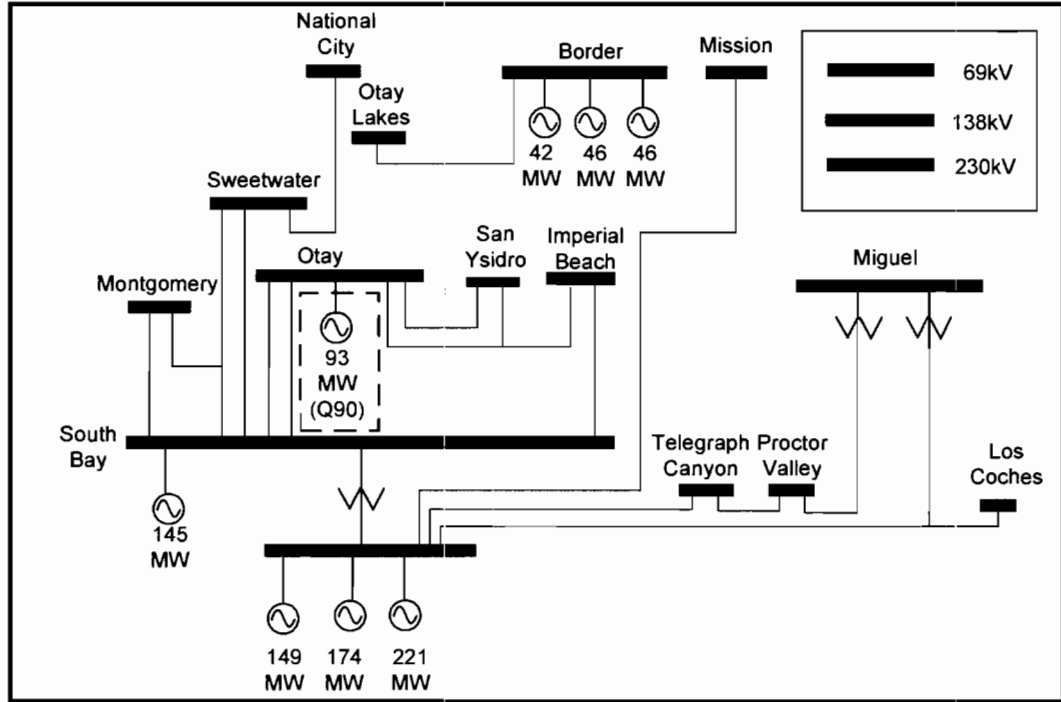 National
City
Border
Mission
69kV
138kV
230kV
Otay
Lakes
42
MW
46
MW
46
MW
Sweetwater
Otay
San
Ysidro
Imperial
Beach
Miguel
Montgomery
93
MW
(Q90)
South
Bay
Telegraph
Canyon
Proctor
Valley
Los
Coches
145
MW
149
MW
174
MW
221
MW